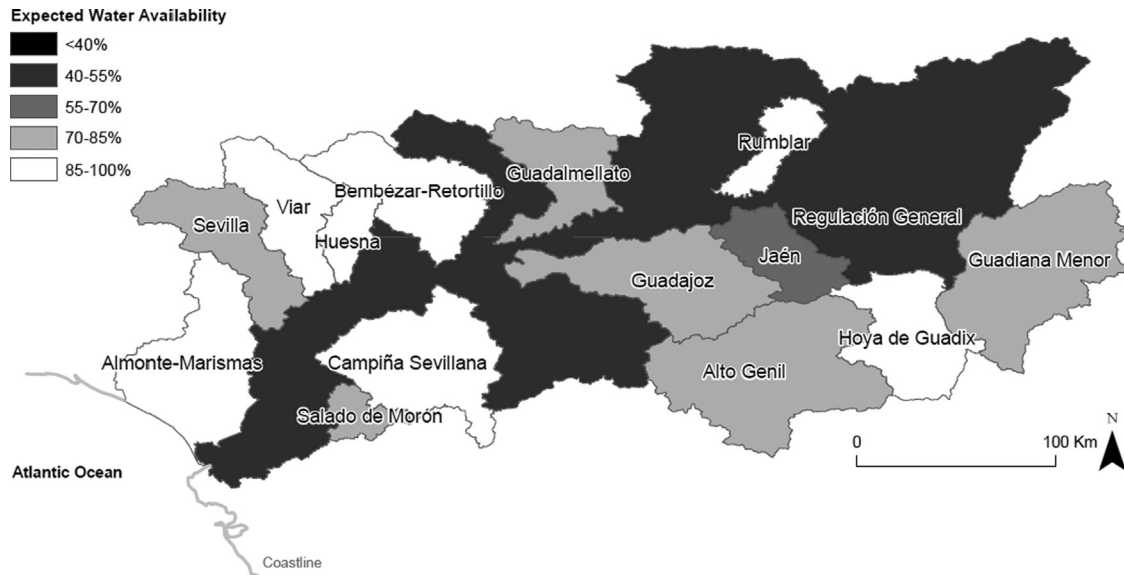 Expected Water Availability
<40%
40-55%
55-70%
70-85%
85-100%
Rumblar
Guadalmellato
Bembézar-Retortillo
Viar
Sevilla
Huesna
Regulación General
Jaén
Guadiana Menor
Guadajoz
Hoya de Guadix
Almonte-Marismas
Campiña Sevillana
Alto Genil
Salado de Morón
N
0
100 Km
Atlantic Ocean
Coastline